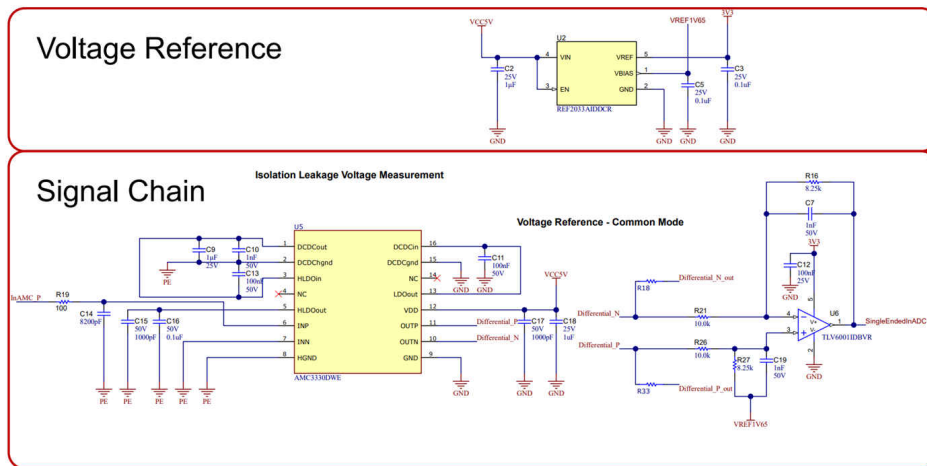 Voltage Reference
VCC5V
C2
25V
1µF
GND
U2
4
VIN
3
EN
VREF
5
VBIAS
1
GND
2
REF2033AIDDCR
GND
VREF1V65
C5
25V
0.1uF
GND
3V3
C3
25V
0.1uF
GND
Signal Chain
Isolation Leakage Voltage Measurement
Voltage Reference - Common Mode
InAMC_P
R19
100
C14
8200pF
PE
C15
50V
1000pF
PE
C16
50V
0.1uF
PE
PE
PE
PE
C9
1µF
25V
C10
1nF
50V
C13
100nF
50V
U5
1
DCDCout
2
DCDCHgnd
3
HLDOin
4
NC
5
HLDOout
6
INP
7
INN
8
HGND
DCDCin
16
DCDCgnd
15
NC
14
LDOout
13
VDD
12
OUTP
11
OUTN
10
GND
9
AMC3330DWE
C11
100nF
50V
GND
GND
VCC5V
Differential_P
Differential_N
C17
50V
1000pF
C18
25V
1uF
GND
GND
GND
R16
8.25k
C7
1nF
50V
3V3
C12
100nF
25V
GND
Differential_N_out
R18
Differential_N
R21
10.0k
Differential_P
R26
10.0k
R27
8.25k
C19
1nF
50V
R33
Differential_P_out
VREF1V65
U6
4
3
5
V+
V-
2
1
TLV6001IDBVR
GND
SingleEndedInADC